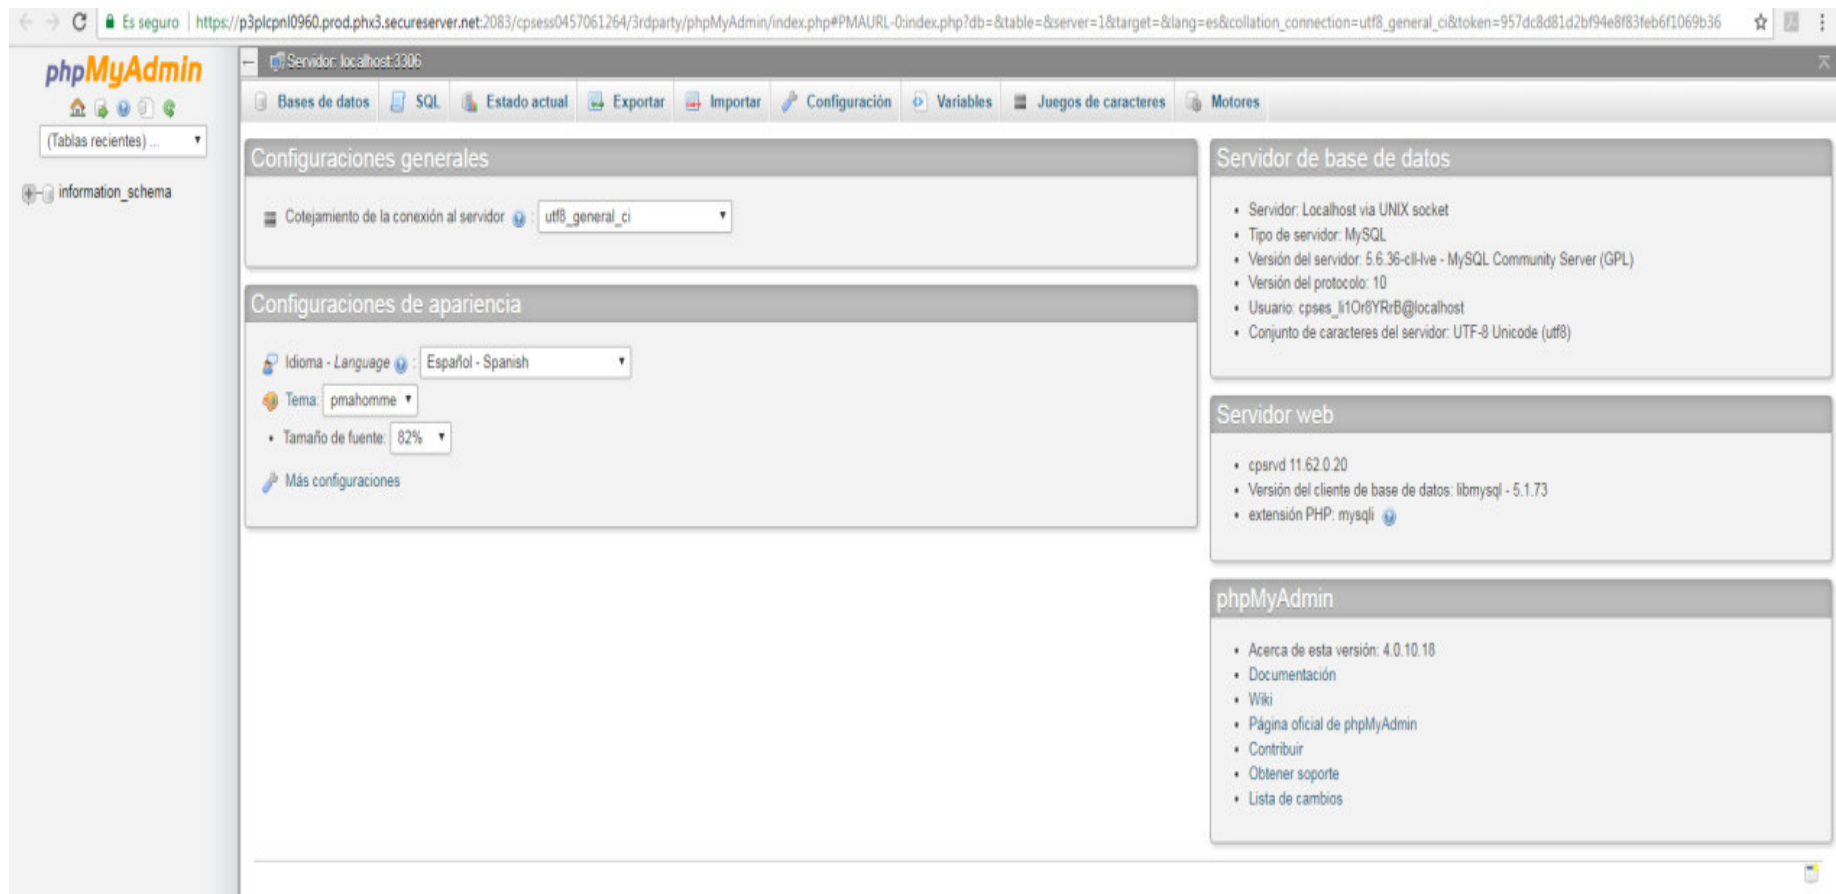 Es seguro | https://p3plcpnl0960.prod.phx3.secureserver.net:2083/cpsess0457061264/3rdparty/phpMyAdmin/index.php#PMAURL-0:index.php?db=&table=&server=1&target=&lang=es&collation_connection=utf8_general_ci&token=957dc8d81d2bf94e8f83feb6f1069b36
phpMyAdmin
(Tablas recientes) ...
information_schema
Servidor: localhost:3306
Bases de datos SQL Estado actual Exportar Importar Configuración Variables Juegos de caracteres Motores
Configuraciones generales
Cotejamiento de la conexión al servidor : utf8_general_ci
Configuraciones de apariencia
Idioma - Language : Español - Spanish
Tema: pmahomme
• Tamaño de fuente: 82%
Más configuraciones
Servidor de base de datos
• Servidor: Localhost via UNIX socket
• Tipo de servidor: MySQL
• Versión del servidor: 5.6.36-cll-lve - MySQL Community Server (GPL)
• Versión del protocolo: 10
• Usuario: cpses_li1Or8YRrB@localhost
• Conjunto de caracteres del servidor: UTF-8 Unicode (utf8)
Servidor web
• cpsrvd 11.62.0.20
• Versión del cliente de base de datos: libmysql - 5.1.73
• extensión PHP: mysqli
phpMyAdmin
• Acerca de esta versión: 4.0.10.18
• Documentación
• Wiki
• Página oficial de phpMyAdmin
• Contribuir
• Obtener soporte
• Lista de cambios